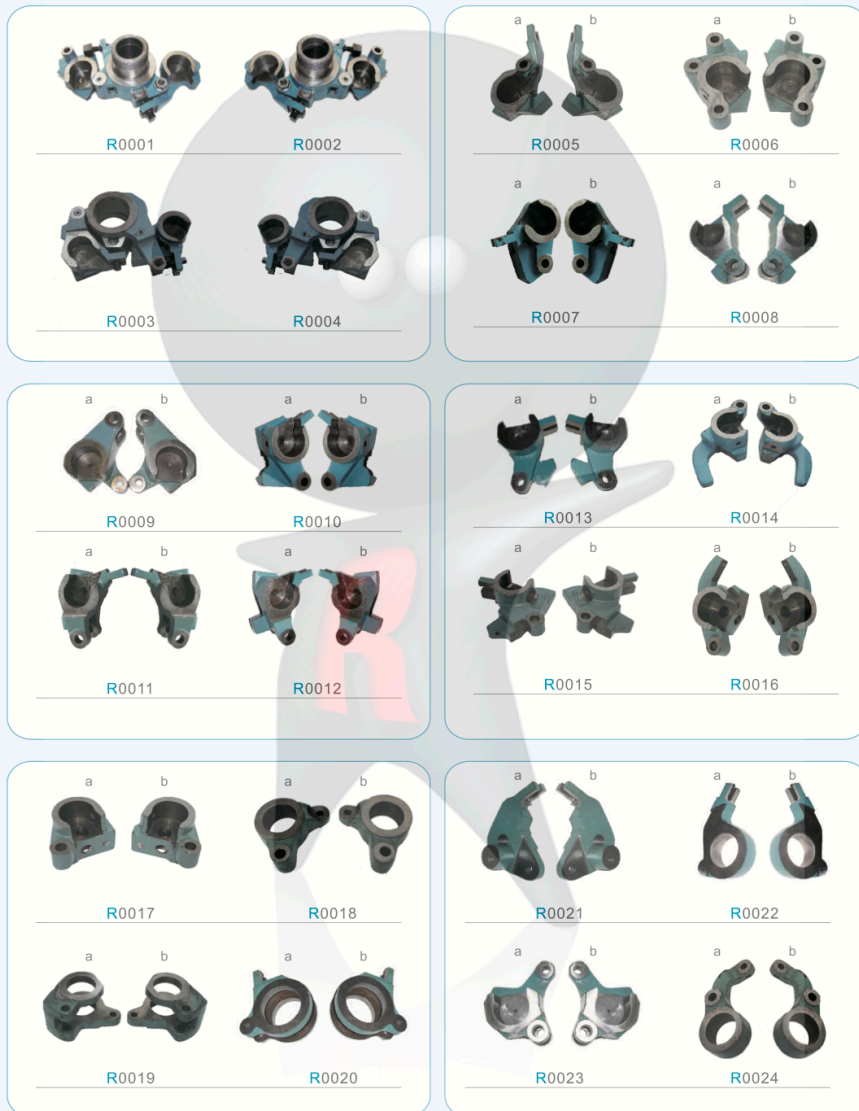 R0001 R0002
R0003 R0004
a b a b
R0005 R0006
a b a b
R0007 R0008
a b a b
R0009 R0010
a b a b
R0011 R0012
a b a b
R0013 R0014
a b a b
R0015 R0016
a b a b
R0017 R0018
a b a b
R0019 R0020
a b a b
R0021 R0022
a b a b
R0023 R0024
R